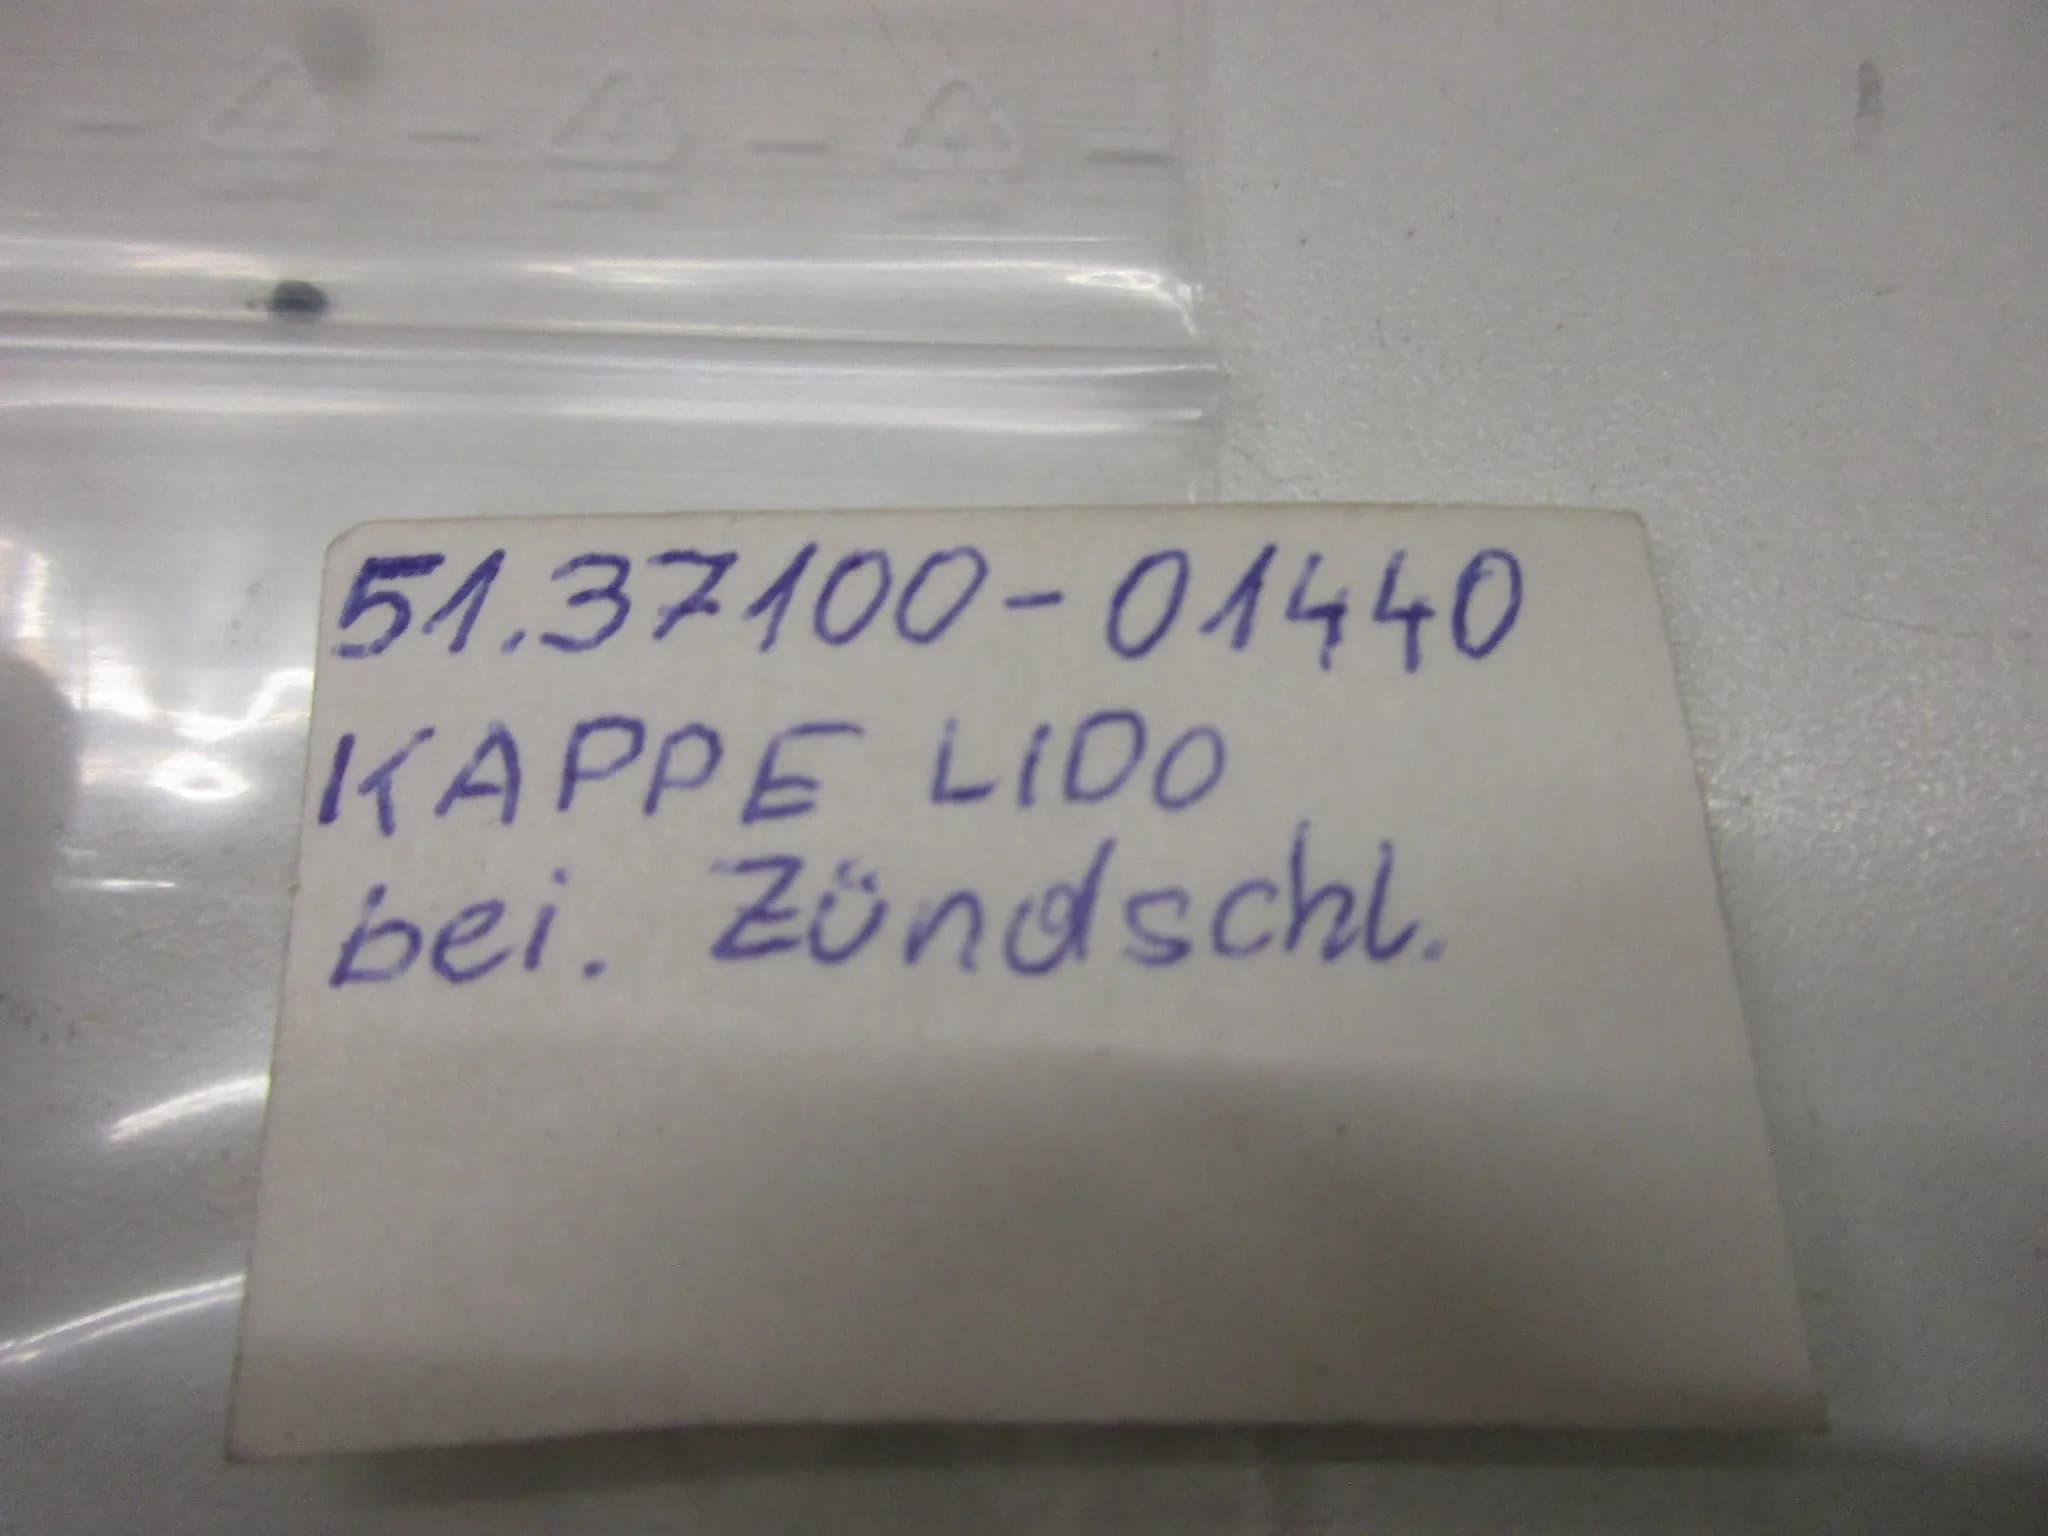 51.37100-01440
KAPPE LIDO
bei. Zündschl.